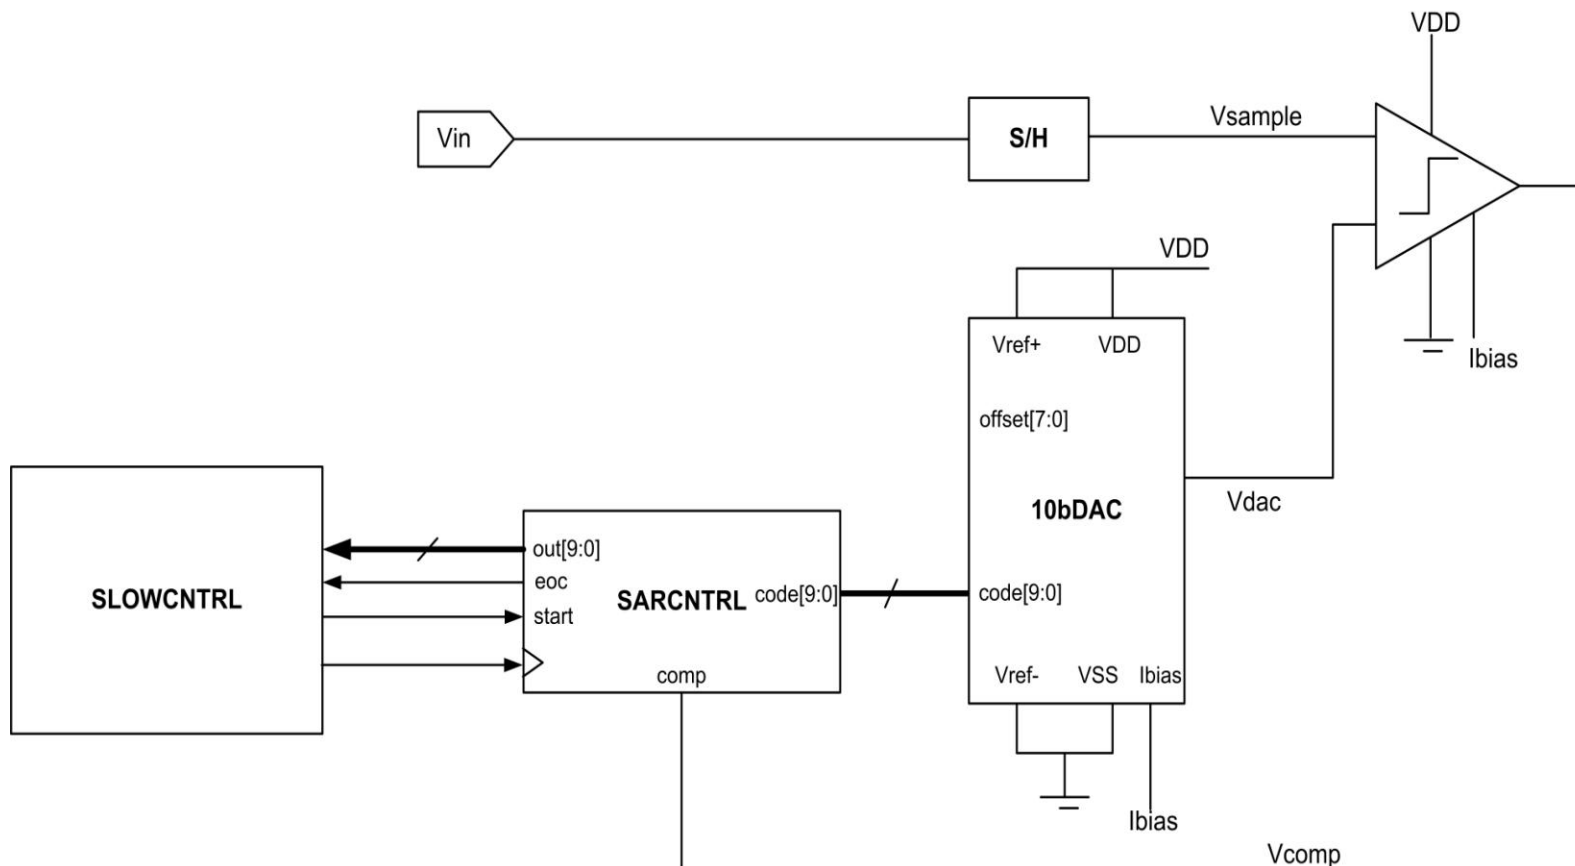 VDD
Vin
S/H
Vsample
VDD
Vref+
VDD
Ibias
offset[7:0]
Vdac
10bDAC
out[9:0]
eoc
start
SLOWCNTRL
SARCNTRL
code[9:0]
code[9:0]
comp
Vref-
VSS
Ibias
Ibias
Vcomp